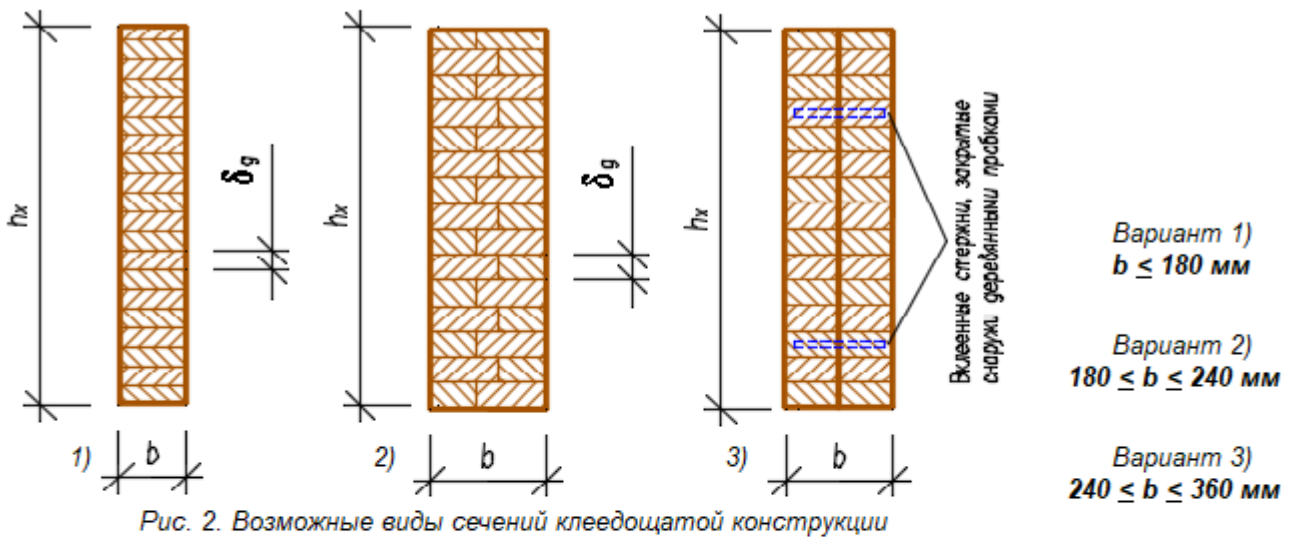 hx
δg
1)
b
hx
δg
2)
b
hx
3)
b
Вклеенные стержни, закрытые
снаружи деревянными пробками
Вариант 1)
b ≤ 180 мм
Вариант 2)
180 ≤ b ≤ 240 мм
Вариант 3)
240 ≤ b ≤ 360 мм
Рис. 2. Возможные виды сечений клеедощатой конструкции